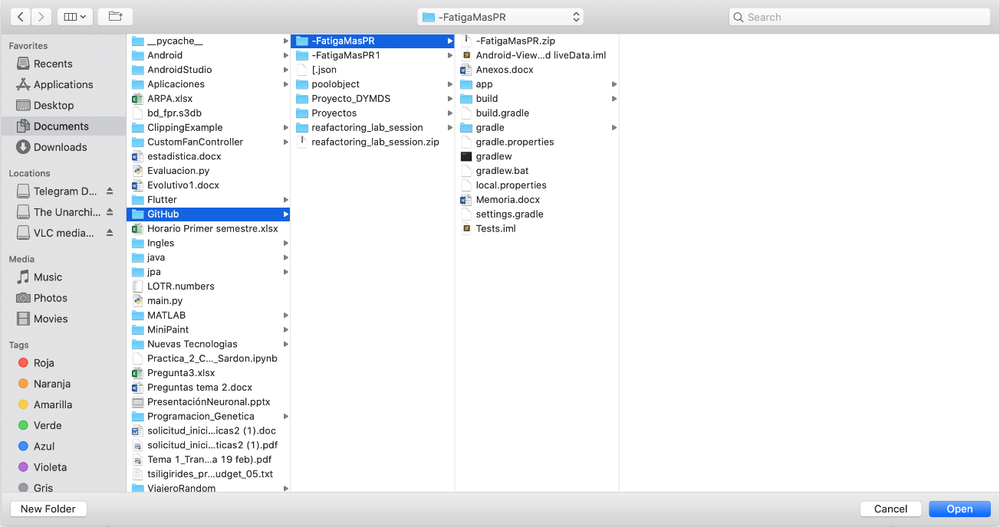 -FatigaMasPR
Search
Favorites
Recents
Applications
Desktop
Documents
Downloads
Locations
Telegram D...
The Unarchi...
VLC media...
Media
Music
Photos
Movies
Tags
Roja
Naranja
Amarilla
Verde
Azul
Violeta
Gris
__pycache__
Android
AndroidStudio
Aplicaciones
ARPA.xlsx
bd_fpr.s3db
ClippingExample
CustomFanController
estadistica.docx
Evaluacion.py
Evolutivo1.docx
Flutter
GitHub
Horario Primer semestre.xlsx
Ingles
java
jpa
LOTR.numbers
main.py
MATLAB
MiniPaint
Nuevas Tecnologias
Practica_2_C..._Sardon.ipynb
Pregunta3.xlsx
Preguntas tema 2.docx
PresentaciónNeuronal.pptx
Programacion_Genetica
solicitud_inici...icas2 (1).doc
solicitud_inici...ticas2 (1).pdf
Tema 1_Tran...a 19 feb).pdf
tsiligirides_pr...udget_05.txt
ViajeroRandom
-FatigaMasPR
-FatigaMasPR1
[.json
poolobject
Proyecto_DYMDS
Proyectos
reafactoring_lab_session
reafactoring_lab_session.zip
-FatigaMasPR.zip
Android-View...d liveData.iml
Anexos.docx
app
build
build.gradle
gradle
gradle.properties
gradlew
gradlew.bat
local.properties
Memoria.docx
settings.gradle
Tests.iml
New Folder
Cancel
Open